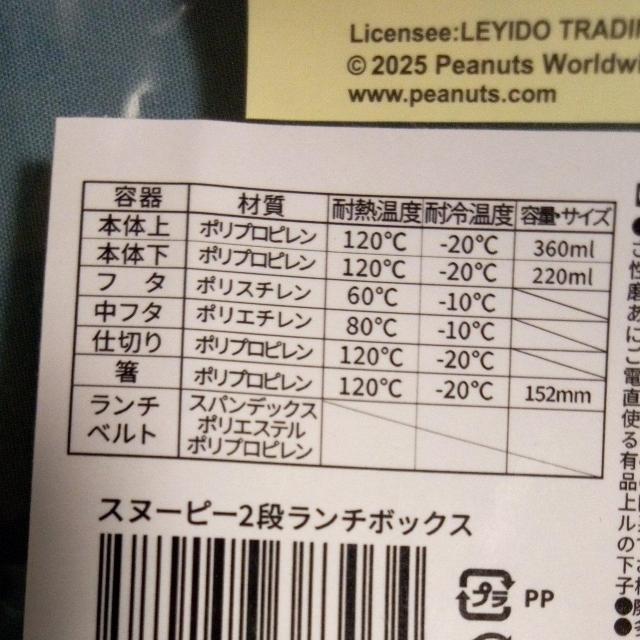 Licensee:LEYIDO
© 2025 Peanuts
www.peanuts.com
容器 材質 耐熱温度 耐冷温度 容量・サイズ
本体上 ポリプロピレン 120℃ -20℃ 360ml
本体下 ポリプロピレン 120℃ -20℃ 220ml
フタ ポリスチレン 60℃ -10℃
中フタ ポリエチレン 80℃ -10℃
仕切り ポリプロピレン 120℃ -20℃
箸 ポリプロピレン 120℃ -20℃ 152mm
ランチ スパンデックス
ベルト ポリエステル
ポリプロピレン
スヌーピー2段ランチボックス
プラ PP